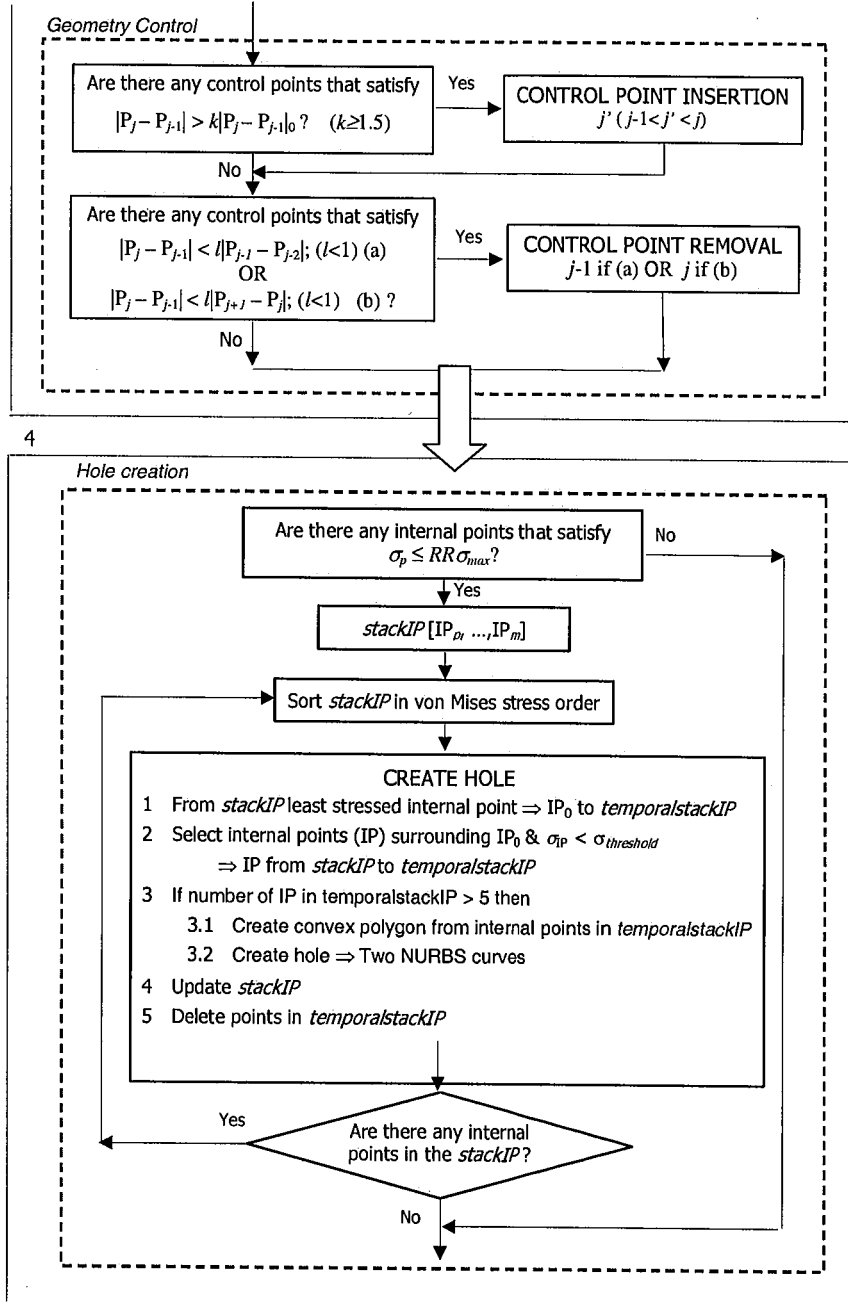 Geometry Control
Are there any control points that satisfy
|Pj – Pj-1| > k|Pj – Pj-1|0 ? (k≥1.5)
Yes
CONTROL POINT INSERTION
j' ( j-1< j' < j)
No
Are there any control points that satisfy
|Pj – Pj-1| < l|Pj-1 – Pj-2|; (l<1) (a)
OR
|Pj – Pj-1| < l|Pj+1 – Pj|; (l<1) (b) ?
Yes
CONTROL POINT REMOVAL
j-1 if (a) OR j if (b)
No
4
Hole creation
Are there any internal points that satisfy
σp ≤ RR σmax?
No
Yes
stackIP [IPp, ...,IPm]
Sort stackIP in von Mises stress order
CREATE HOLE
1 From stackIP least stressed internal point ⇒ IP0 to temporalstackIP
2 Select internal points (IP) surrounding IP0 & σIP < σthreshold
⇒ IP from stackIP to temporalstackIP
3 If number of IP in temporalstackIP > 5 then
3.1 Create convex polygon from internal points in temporalstackIP
3.2 Create hole ⇒ Two NURBS curves
4 Update stackIP
5 Delete points in temporalstackIP
Yes
Are there any internal
points in the stackIP?
No